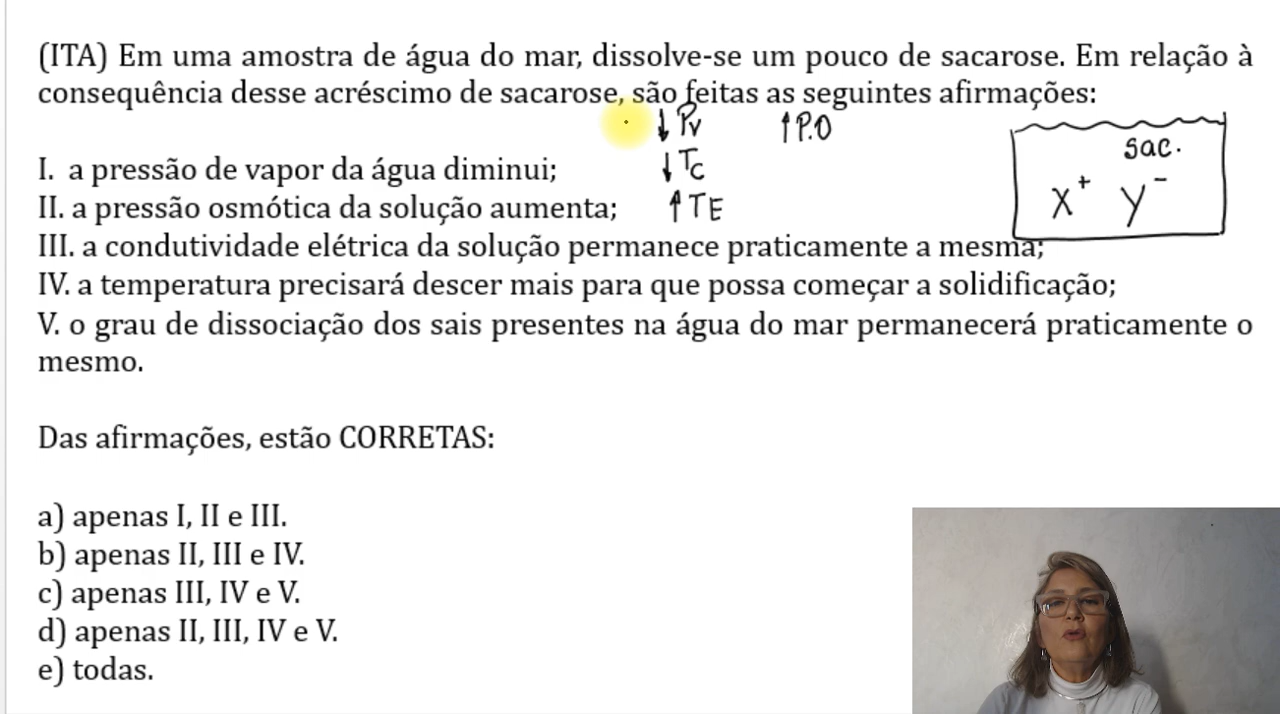 (ITA) Em uma amostra de água do mar, dissolve-se um pouco de sacarose. Em relação à
consequência desse acréscimo de sacarose, são feitas as seguintes afirmações:
↓ Pv ↑ P.O
↓ Tc
↑ TE
sac.
X⁺ Y⁻
I. a pressão de vapor da água diminui;
II. a pressão osmótica da solução aumenta;
III. a condutividade elétrica da solução permanece praticamente a mesma;
IV. a temperatura precisará descer mais para que possa começar a solidificação;
V. o grau de dissociação dos sais presentes na água do mar permanecerá praticamente o
mesmo.
Das afirmações, estão CORRETAS:
a) apenas I, II e III.
b) apenas II, III e IV.
c) apenas III, IV e V.
d) apenas II, III, IV e V.
e) todas.